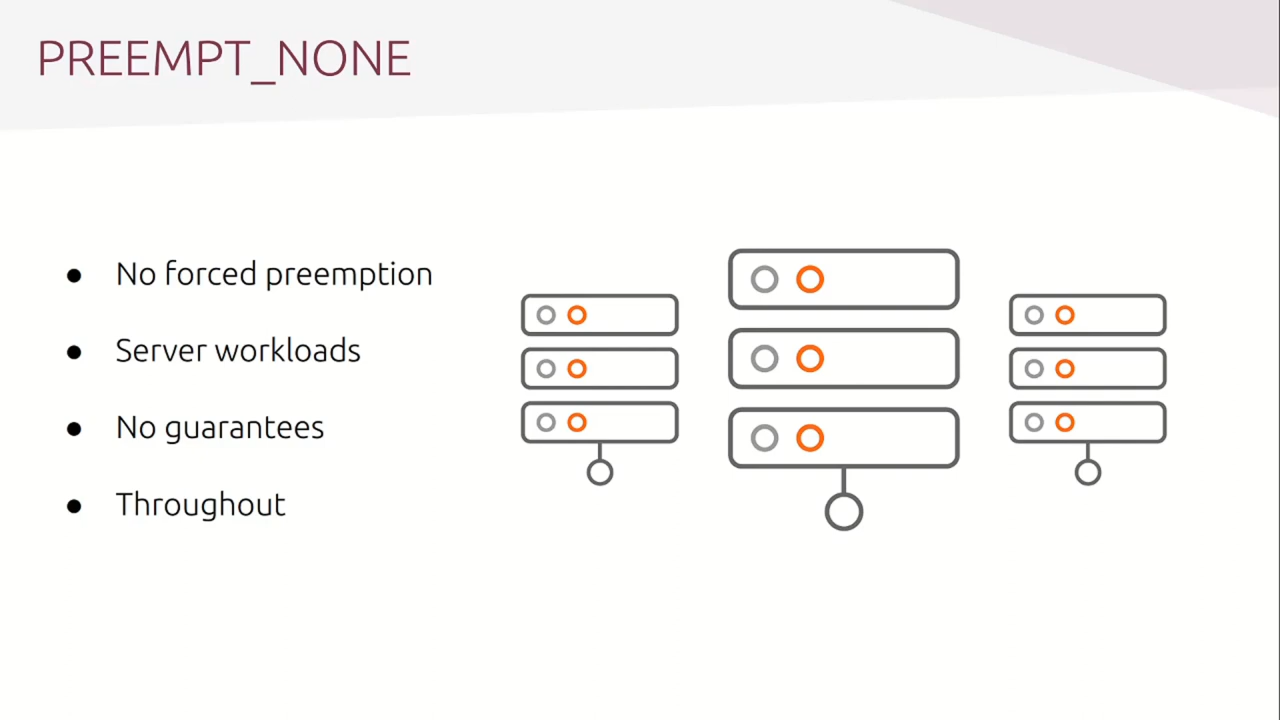 PREEMPT_NONE
● No forced preemption
● Server workloads
● No guarantees
● Throughout